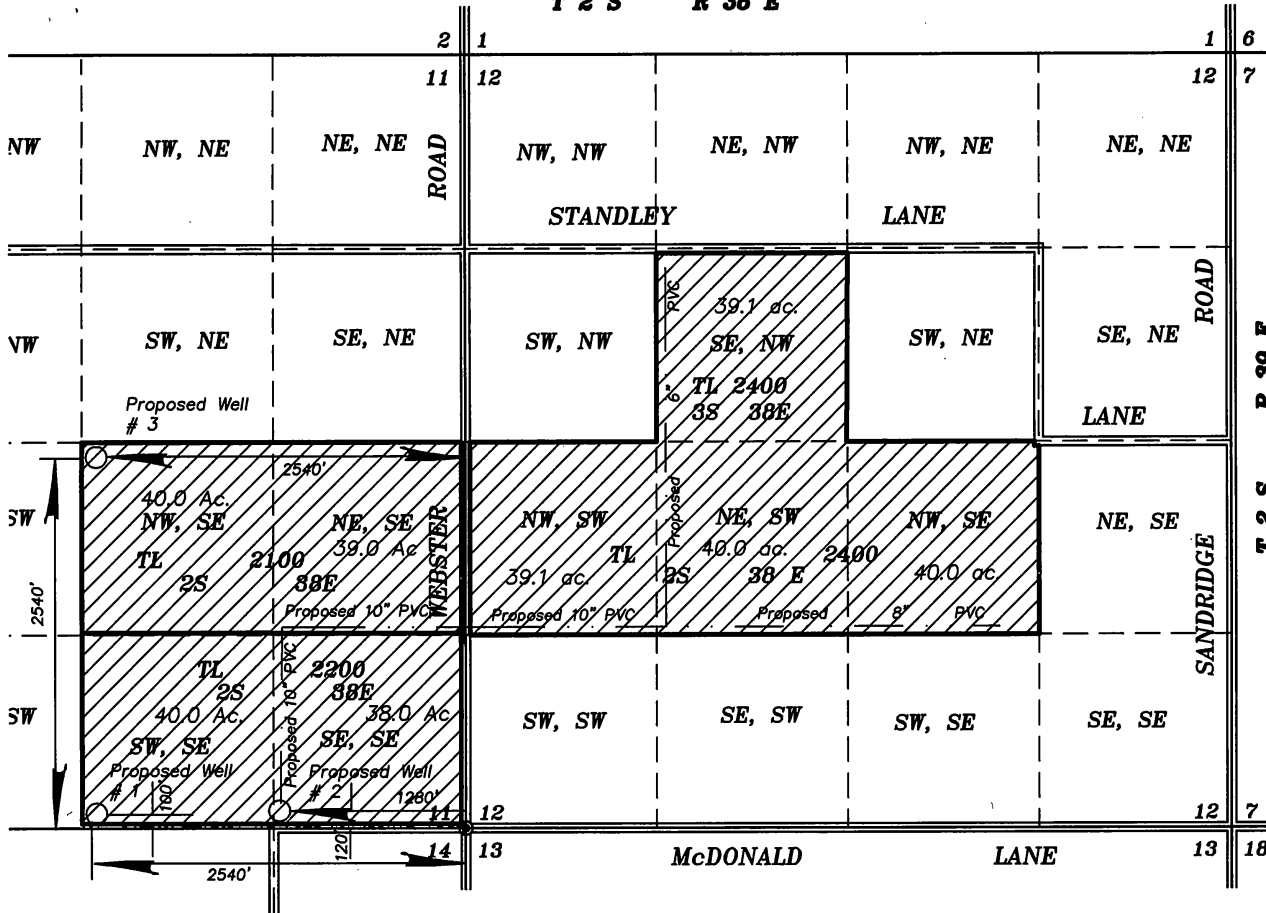 T 2 S R 38 E
2 1
1 6
11 12
12 7
NW
NW, NE
NE, NE
ROAD
NW, NW
NE, NW
NW, NE
NE, NE
STANDLEY LANE
ROAD
NW
SW, NE
SE, NE
SW, NW
39.1 ac.
SE, NW
TL 2400
3S 38E
6"
PVC
SW, NE
SE, NE
LANE
Proposed Well
# 3
2540'
40.0 Ac.
NW, SE
TL 2100
2S 38E
NE, SE
39.0 Ac
WEBSTER
Proposed 10" PVC
SW
2540'
NW, SW
39.1 ac.
TL 2400
2S 38 E
NE, SW
40.0 ac.
NW, SE
40.0 ac.
Proposed
Proposed 10" PVC
Proposed 8" PVC
NE, SE
SANDRIDGE
T 2 S
TL 2200
2S 38E
40.0 Ac.
38.0 Ac
SW, SE
SE, SE
Proposed 10" PVC
Proposed Well
# 1
100'
Proposed Well
# 2
1280'
120'
SW
SW, SW
SE, SW
SW, SE
SE, SE
11 12
12 7
14 13
13 18
McDONALD LANE
2540'